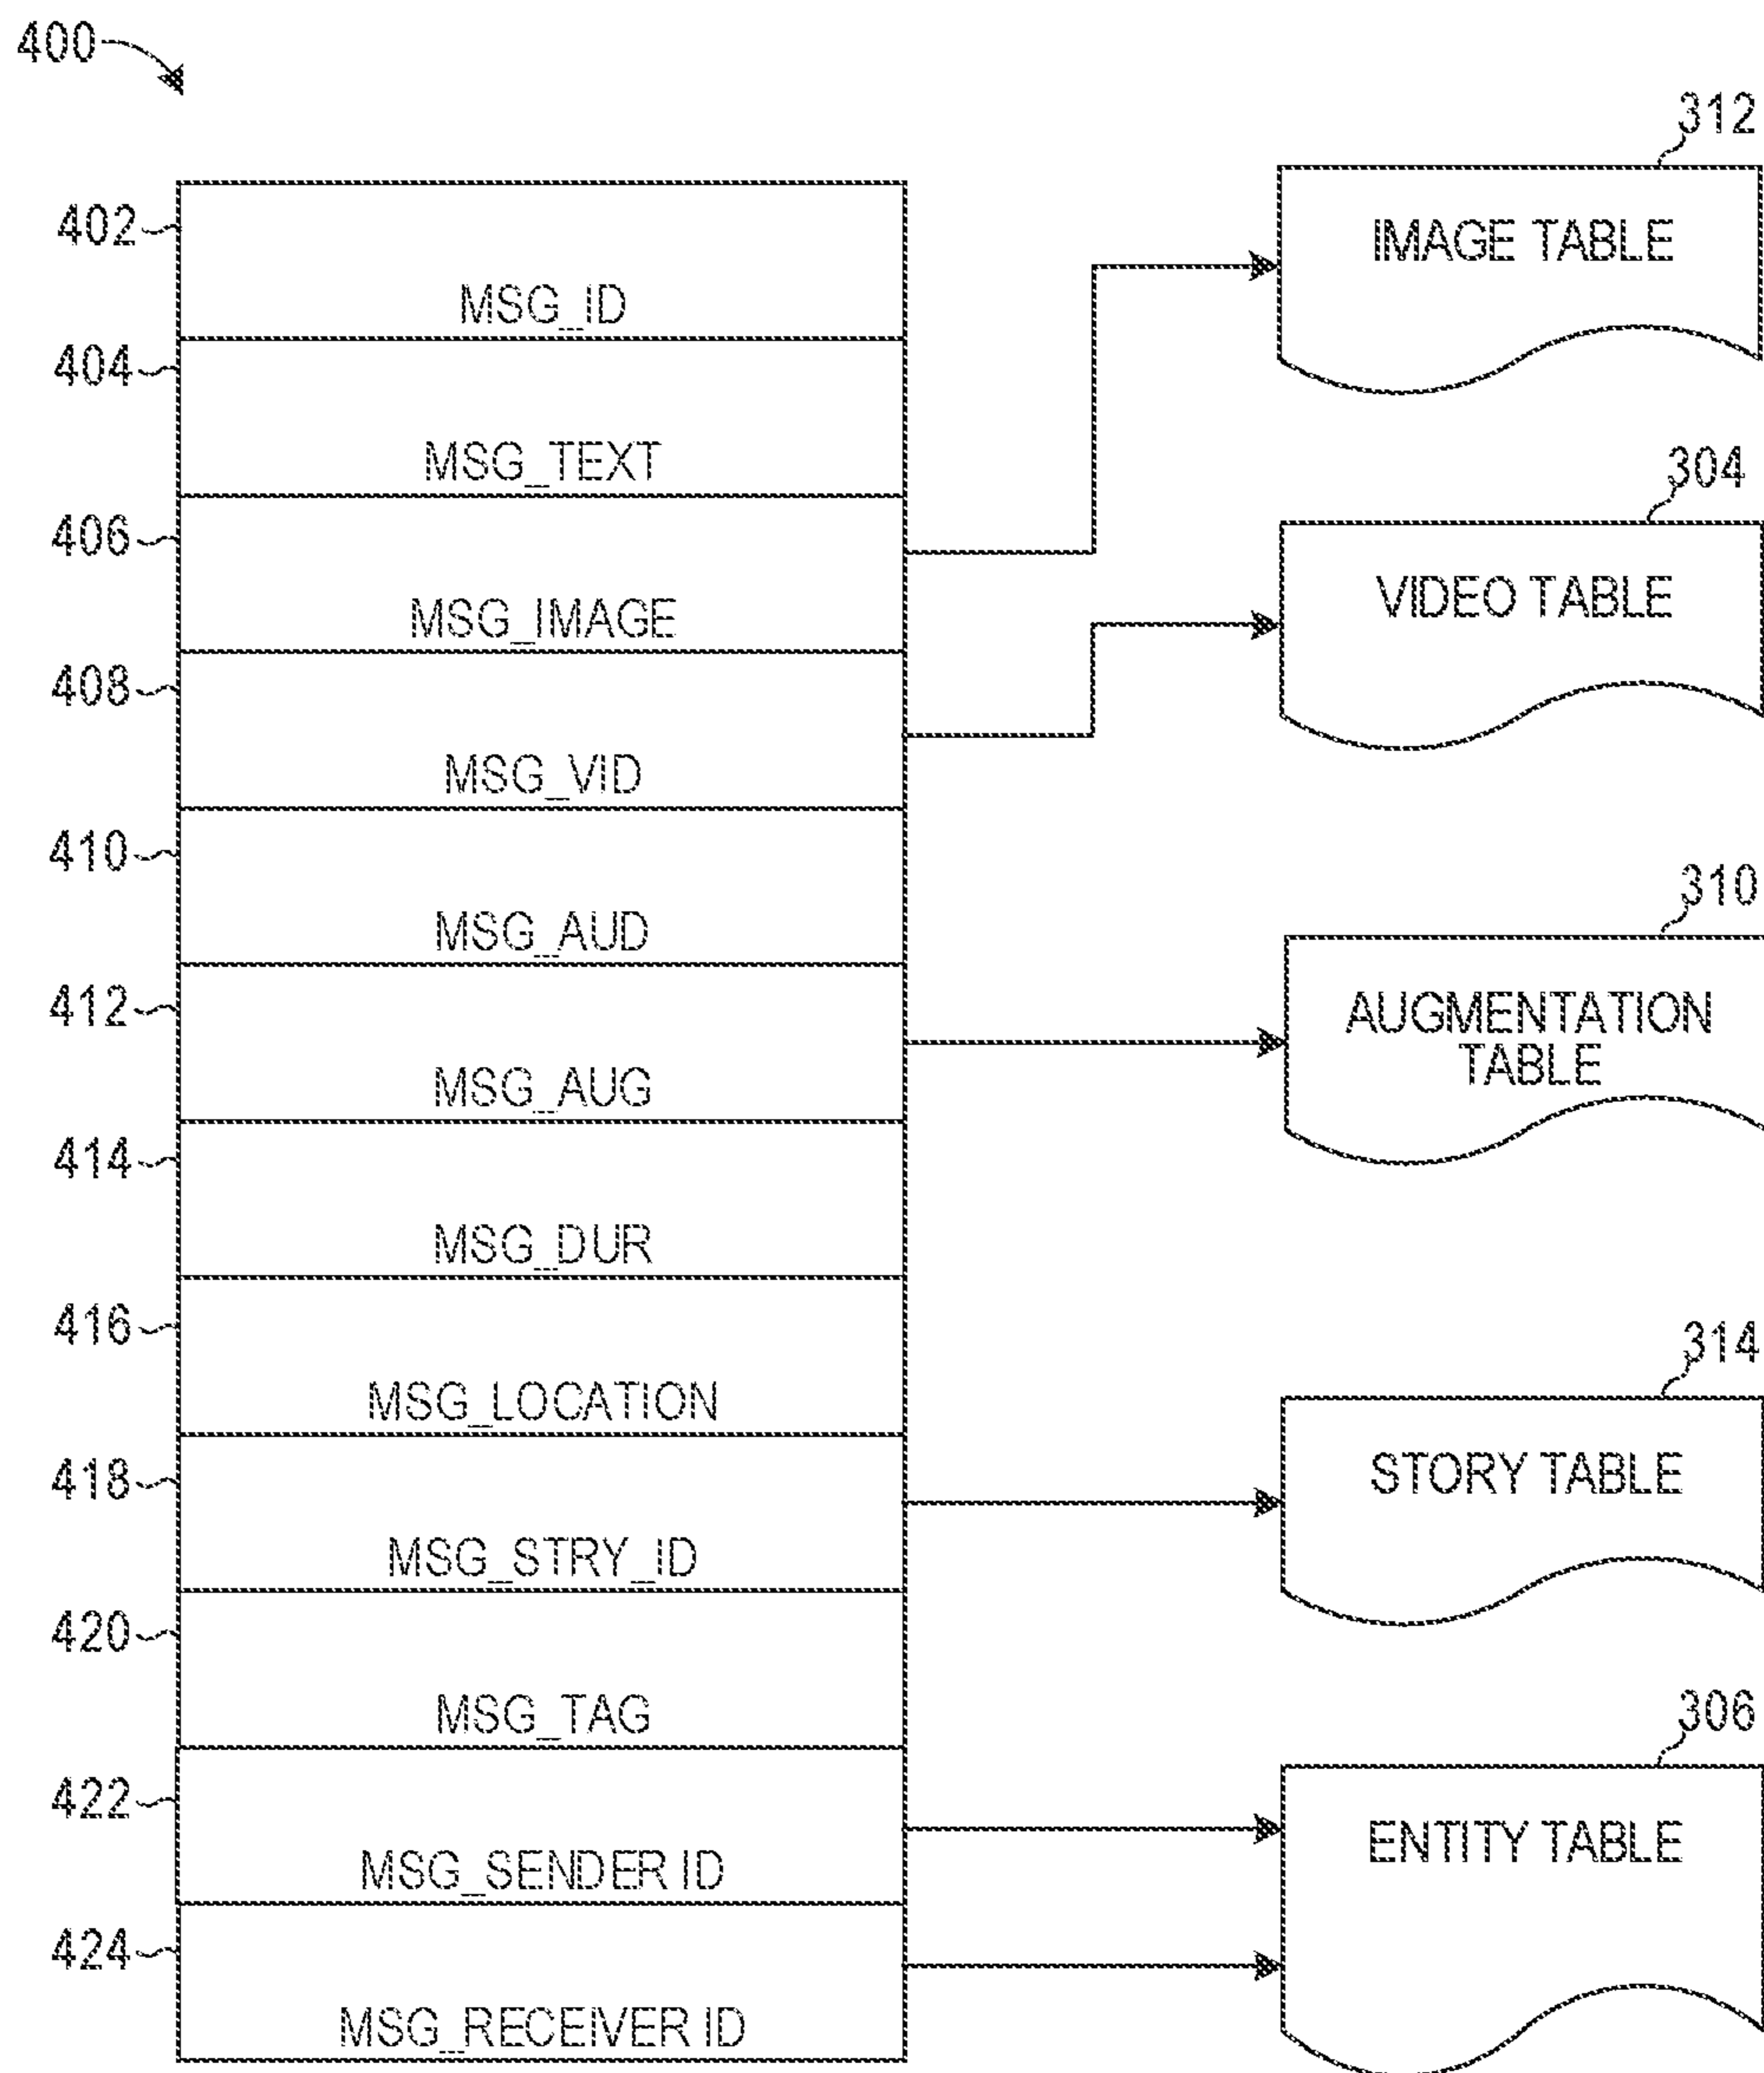 400
402
MSG_ID
404
MSG_TEXT
406
MSG_IMAGE
408
MSG_VID
410
MSG_AUD
412
MSG_AUG
414
MSG_DUR
416
MSG_LOCATION
418
MSG_STRY_ID
420
MSG_TAG
422
MSG_SENDER ID
424
MSG_RECEIVER ID
312
IMAGE TABLE
304
VIDEO TABLE
310
AUGMENTATION
TABLE
314
STORY TABLE
306
ENTITY TABLE